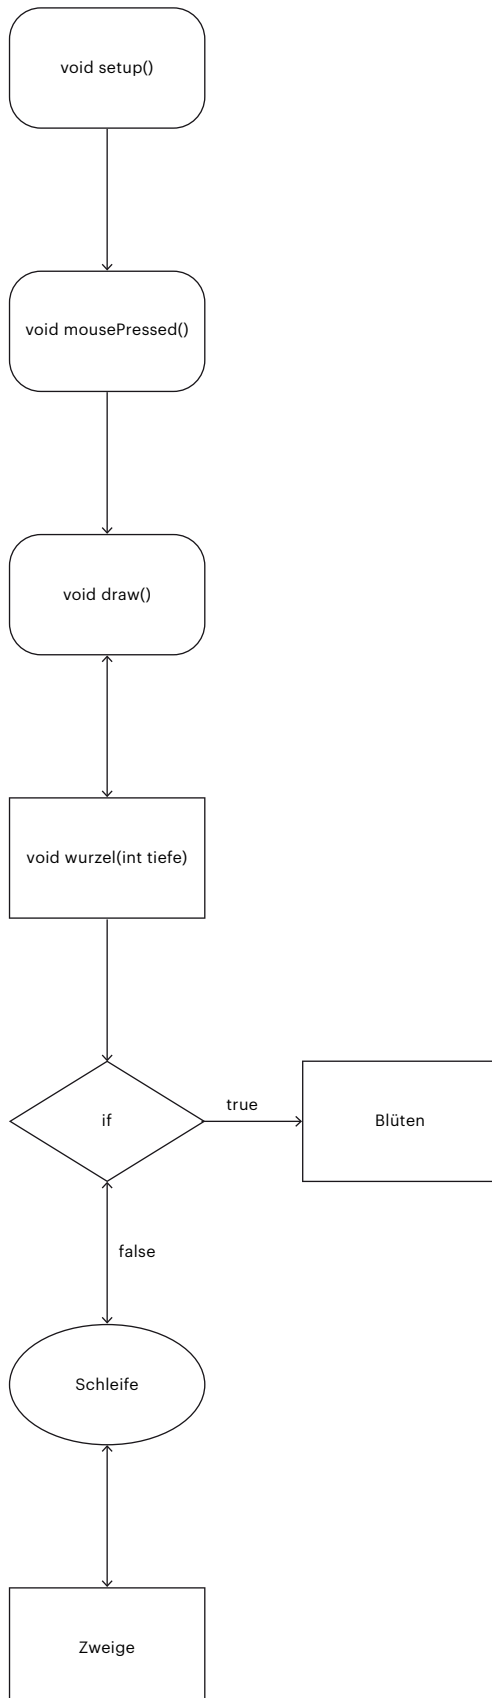 void setup()
void mousePressed()
void draw()
void wurzel(int tiefe)
if
true
Blüten
false
Schleife
Zweige